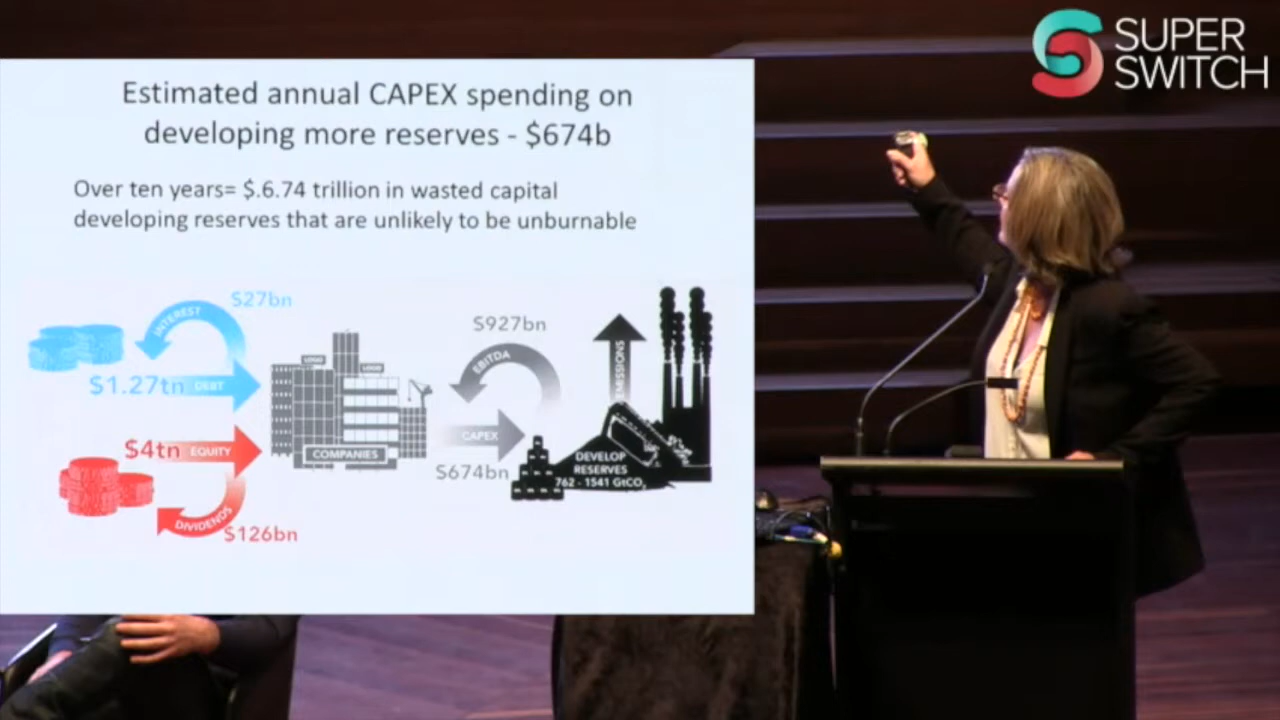 SUPER
SWITCH
Estimated annual CAPEX spending on
developing more reserves - $674b
Over ten years= $.6.74 trillion in wasted capital
developing reserves that are unlikely to be unburnable
$27bn
INTEREST
$1.27tn DEBT
$4tn EQUITY
DIVIDENDS
$126bn
LOGO
LOGO
COMPANIES
$927bn
EBITDA
CAPEX
$674bn
EMISSIONS
DEVELOP
RESERVES
762 - 1541 GtCO₂